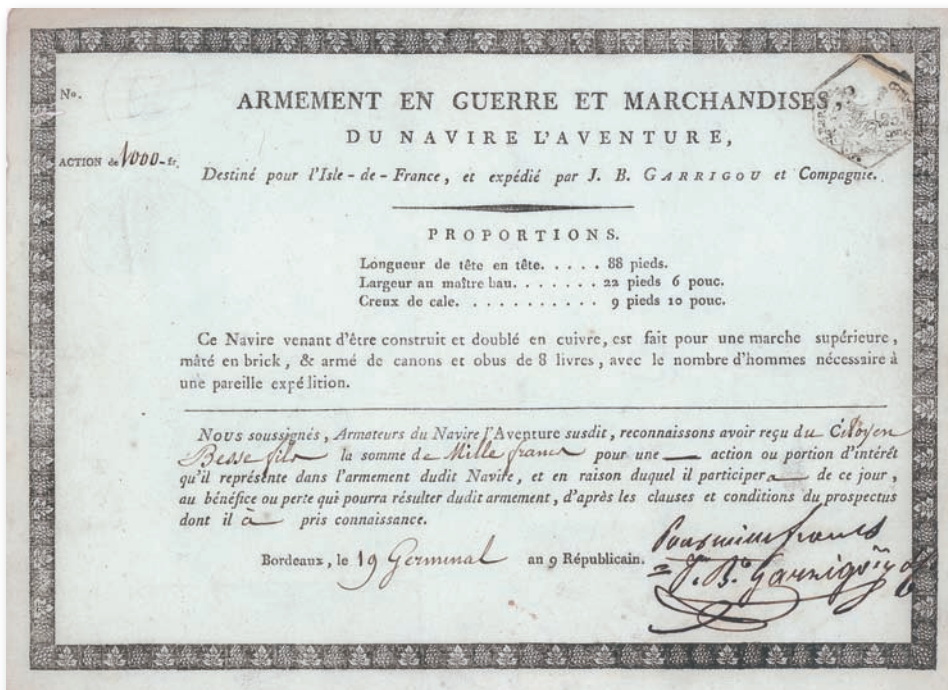 No.
ARMEMENT EN GUERRE ET MARCHANDISES,
DU NAVIRE L'AVENTURE,
ACTION de 1000 - fr.
Destiné pour l'Isle-de-France, et expédié par J. B. GARRIGOU et Compagnie.
PROPORTIONS.
Longueur de tête en tête. . . . . 88 pieds.
Largeur au maître bau. . . . . . . 22 pieds 6 pouc.
Creux de cale. . . . . . . . . . . 9 pieds 10 pouc.
Ce Navire venant d'être construit et doublé en cuivre, est fait pour une marche supérieure,
mâté en brick, & armé de canons et obus de 8 livres, avec le nombre d'hommes nécessaire à
une pareille expédition.
Nous soussignés, Armateurs du Navire l'Aventure susdit, reconnaissons avoir reçu du Citoyen
Besse fils la somme de Mille francs pour une — action ou portion d'intérêt
qu'il représente dans l'armement dudit Navire, et en raison duquel il participera — de ce jour,
au bénéfice ou perte qui pourra résulter dudit armement, d'après les clauses et conditions du prospectus
dont il à — pris connaissance.
Bordeaux, le 19 Germinal an 9 Républicain.
Pour mille francs
J. B. Garrigou